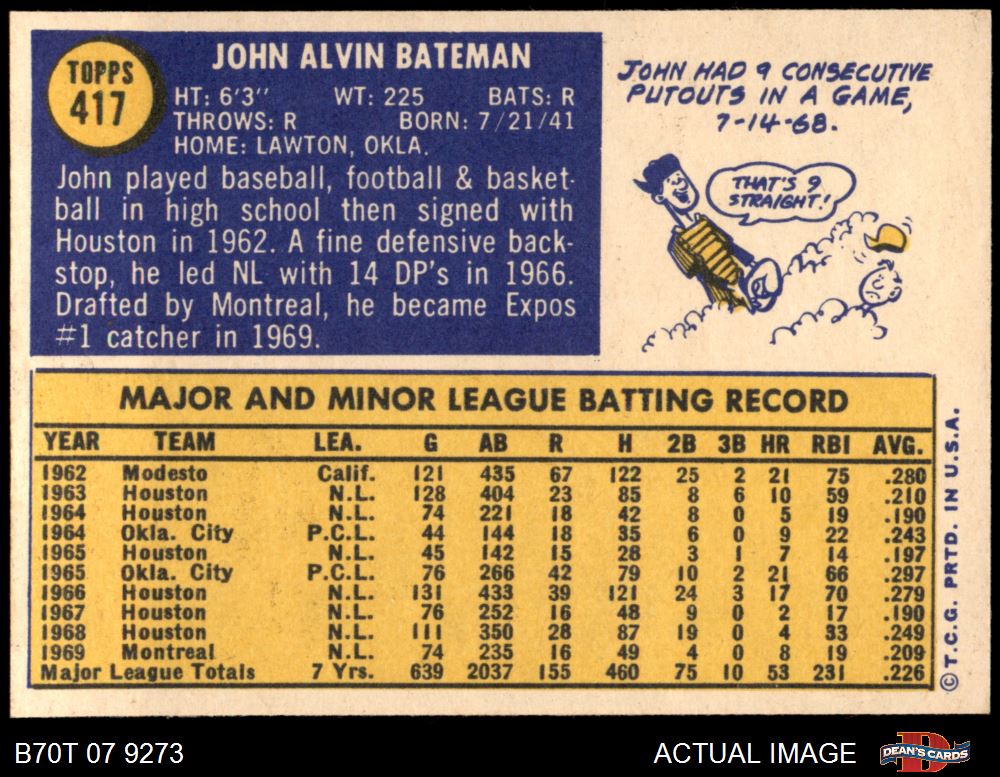 TOPPS
417
JOHN ALVIN BATEMAN
HT: 6'3" WT: 225 BATS: R
THROWS: R BORN: 7/21/41
HOME: LAWTON, OKLA.
John played baseball, football & basket-
ball in high school then signed with
Houston in 1962. A fine defensive back-
stop, he led NL with 14 DP's in 1966.
Drafted by Montreal, he became Expos
#1 catcher in 1969.
JOHN HAD 9 CONSECUTIVE
PUTOUTS IN A GAME,
7-14-68.
THAT'S 9
STRAIGHT!
MAJOR AND MINOR LEAGUE BATTING RECORD
YEAR TEAM LEA. G AB R H 2B 3B HR RBI AVG.
1962 Modesto Calif. 121 435 67 122 25 2 21 75 .280
1963 Houston N.L. 128 404 23 85 8 6 10 59 .210
1964 Houston N.L. 74 221 18 42 8 0 5 19 .190
1964 Okla. City P.C.L. 44 144 18 35 6 0 9 22 .243
1965 Houston N.L. 45 142 15 28 3 1 7 14 .197
1965 Okla. City P.C.L. 76 266 42 79 10 2 21 66 .297
1966 Houston N.L. 131 433 39 121 24 3 17 70 .279
1967 Houston N.L. 76 252 16 48 9 0 2 17 .190
1968 Houston N.L. 111 350 28 87 19 0 4 33 .249
1969 Montreal N.L. 74 235 16 49 4 0 8 19 .209
Major League Totals 7 Yrs. 639 2037 155 460 75 10 53 231 .226
© T.C.G. PRTD. IN U.S.A.
B70T 07 9273
ACTUAL IMAGE
DEAN'S CARDS